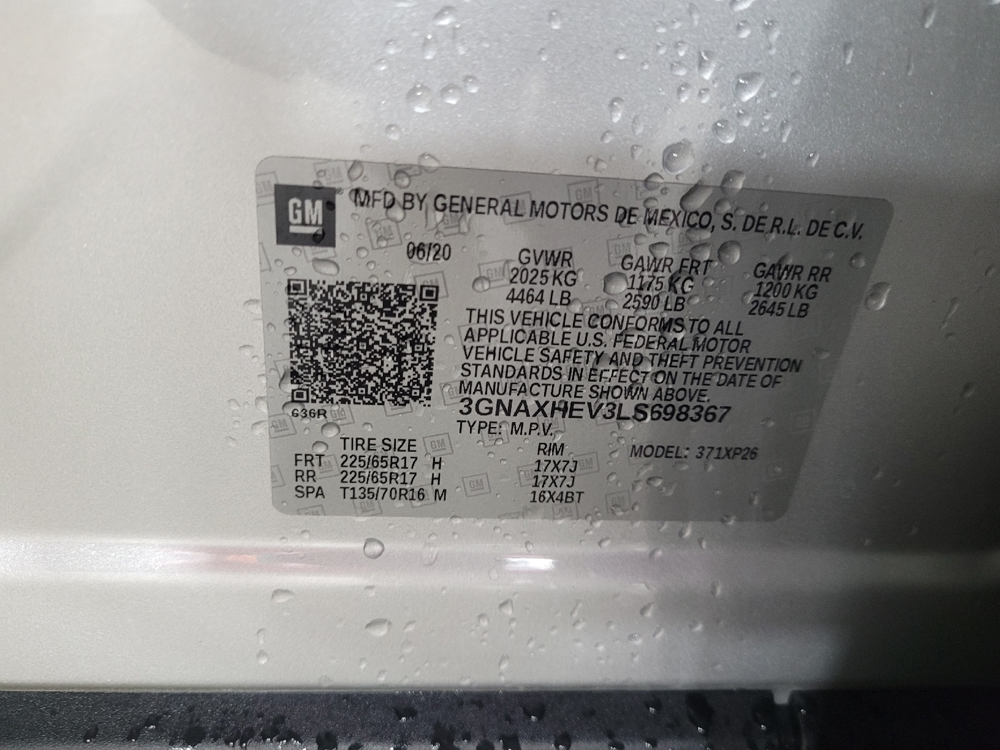 GM MFD BY GENERAL MOTORS DE MEXICO, S. DE R.L. DE C.V.
06/20
GVWR GAWR FRT GAWR RR
2025 KG 1175 KG 1200 KG
4464 LB 2590 LB 2645 LB
THIS VEHICLE CONFORMS TO ALL
APPLICABLE U.S. FEDERAL MOTOR
VEHICLE SAFETY AND THEFT PREVENTION
STANDARDS IN EFFECT ON THE DATE OF
MANUFACTURE SHOWN ABOVE.
3GNAXHEV3LS698367
TYPE: M.P.V.
G36R
TIRE SIZE RIM MODEL: 371XP26
FRT 225/65R17 H 17X7J
RR 225/65R17 H 17X7J
SPA T135/70R16 M 16X4BT